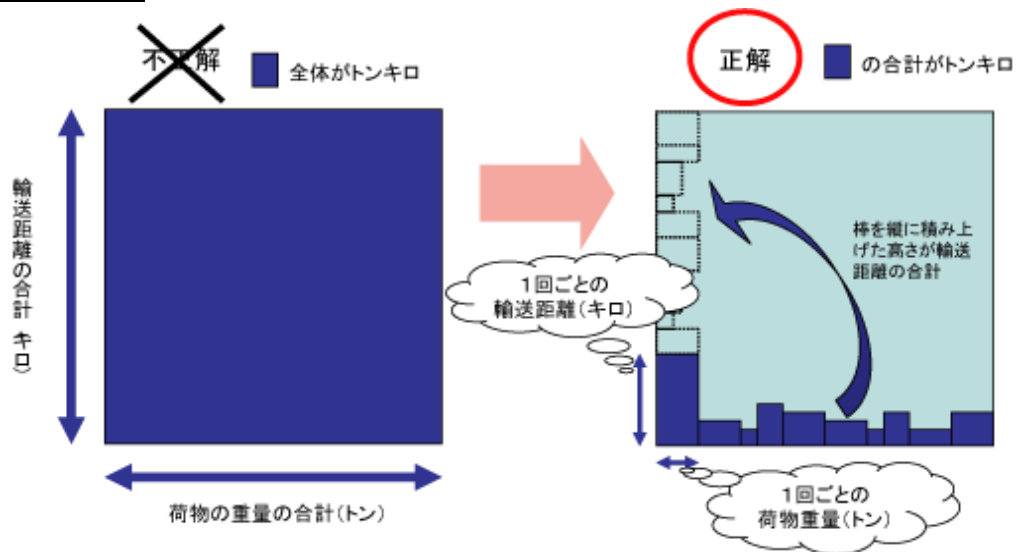 不正解
全体がトンキロ
輸送距離の合計(キロ)
荷物の重量の合計(トン)
正解
の合計がトンキロ
棒を縦に積み上
げた高さが輸送
距離の合計
1回ごとの
輸送距離(キロ)
1回ごとの
荷物重量(トン)